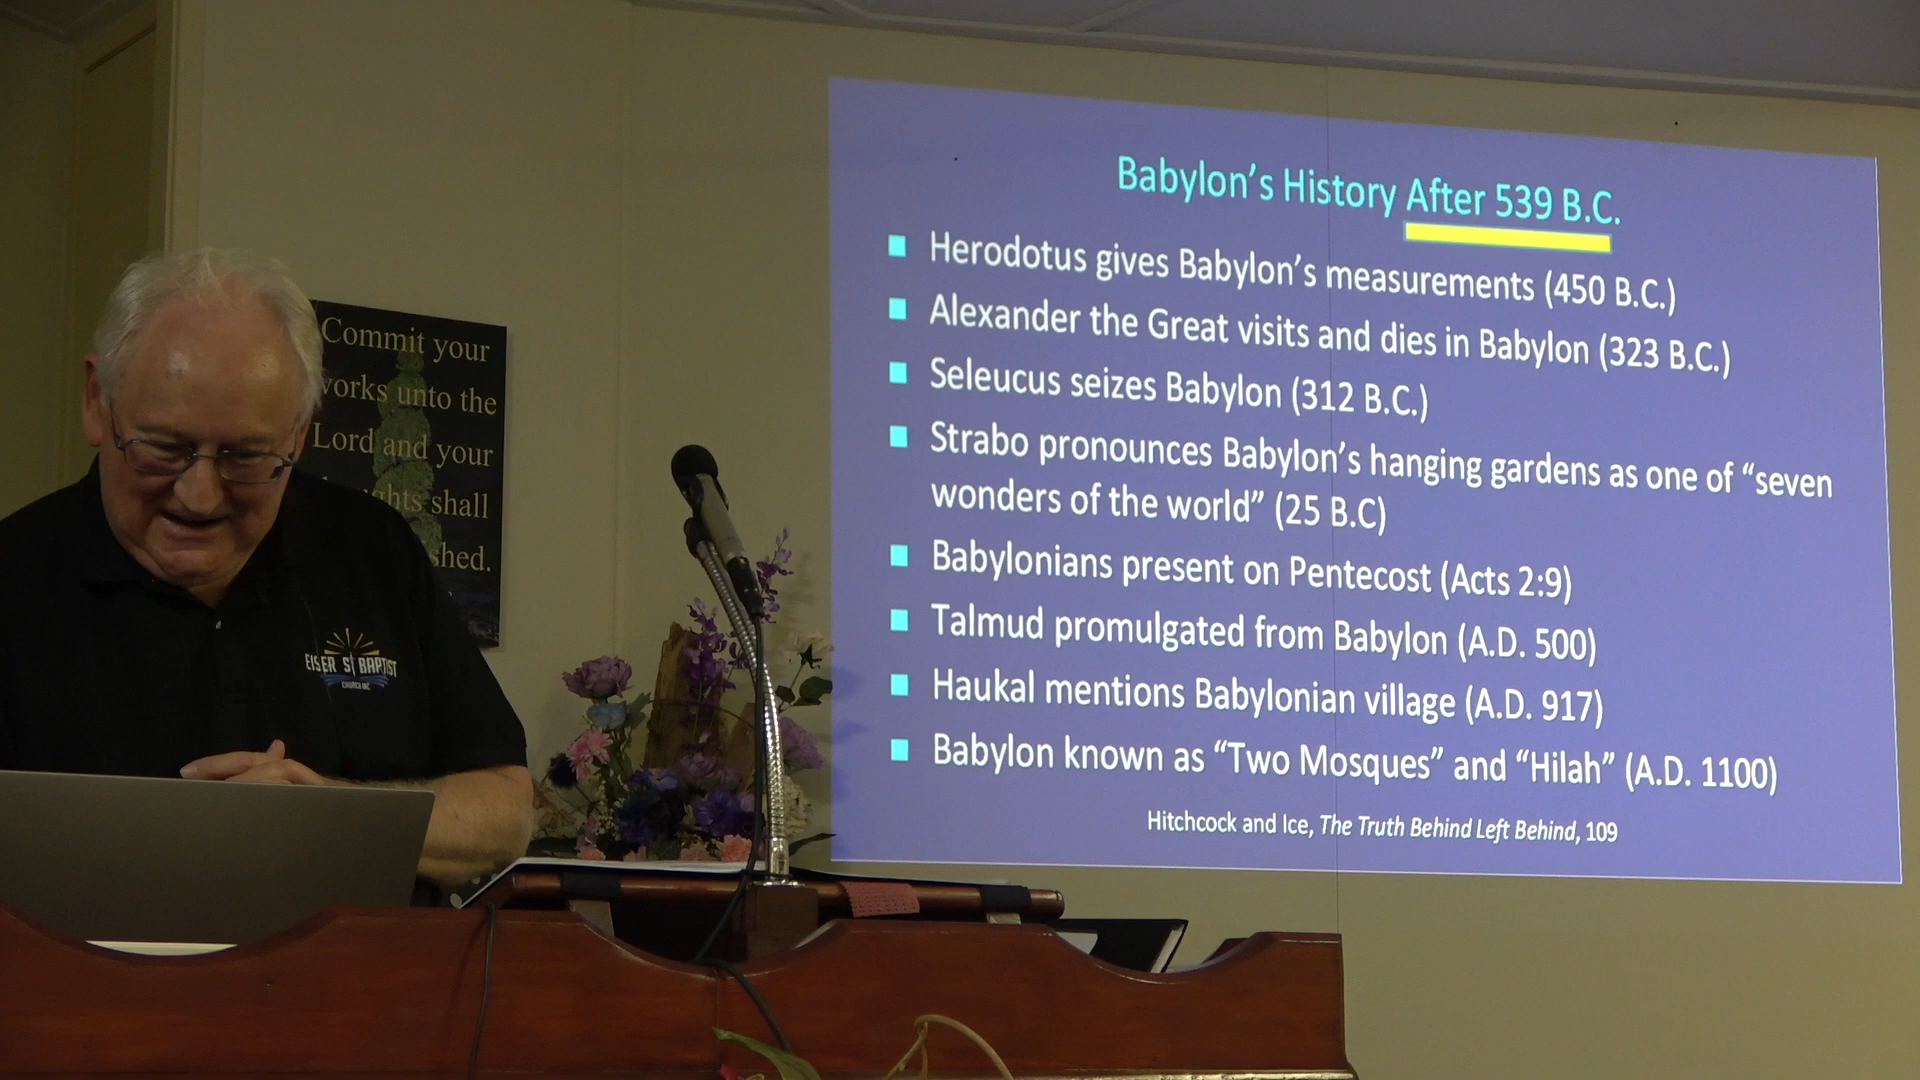 Commit your
works unto the
Lord and your
shall
EISER ST BAPTIST
CHURCH INC
Babylon's History After 539 B.C.
Herodotus gives Babylon's measurements (450 B.C.)
Alexander the Great visits and dies in Babylon (323 B.C.)
Seleucus seizes Babylon (312 B.C.)
Strabo pronounces Babylon's hanging gardens as one of “seven
wonders of the world” (25 B.C)
Babylonians present on Pentecost (Acts 2:9)
Talmud promulgated from Babylon (A.D. 500)
Haukal mentions Babylonian village (A.D. 917)
Babylon known as “Two Mosques” and “Hilah” (A.D. 1100)
Hitchcock and Ice, The Truth Behind Left Behind, 109